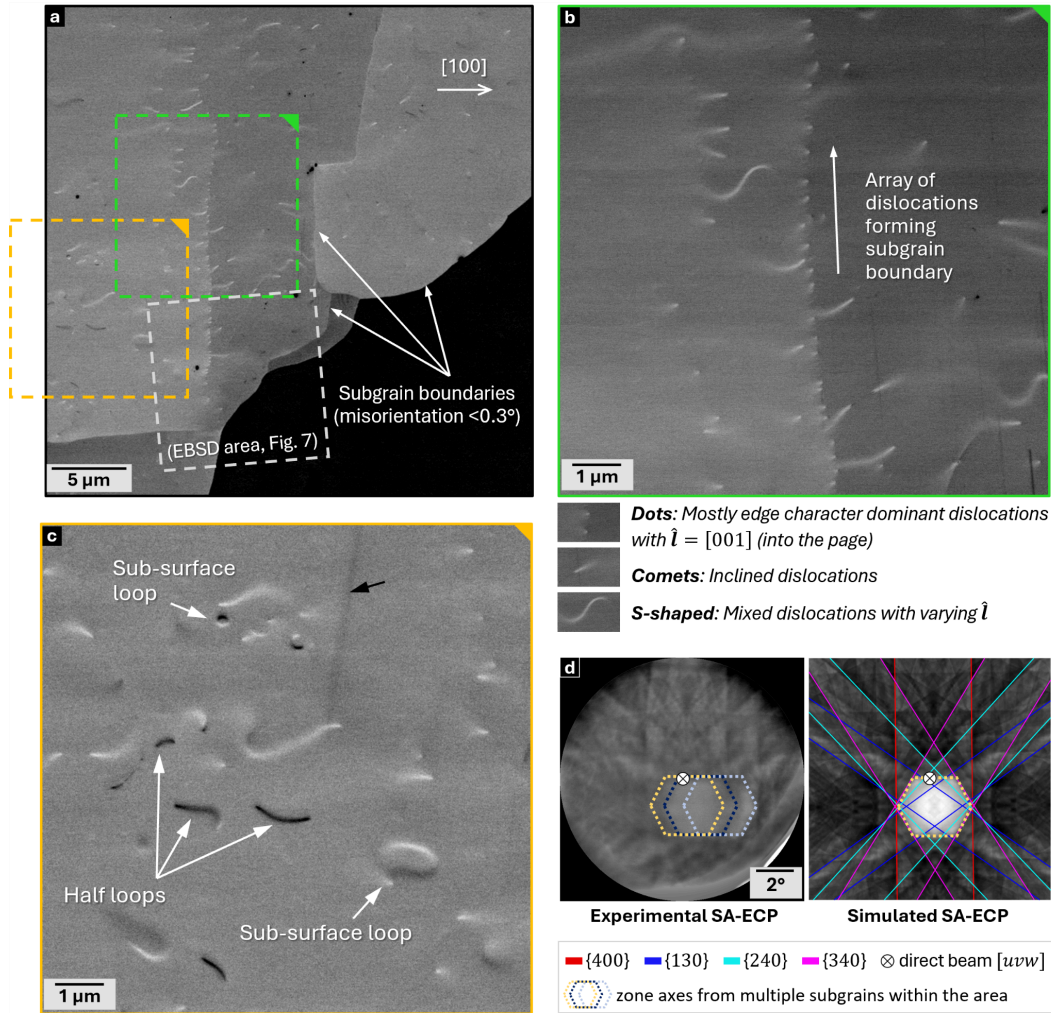 a
[100]
Subgrain boundaries
(misorientation <0.3°)
(EBSD area, Fig. 7)
5 µm
b
Array of
dislocations
forming
subgrain
boundary
1 µm
Dots: Mostly edge character dominant dislocations
with l̂ = [001] (into the page)
Comets: Inclined dislocations
S-shaped: Mixed dislocations with varying l̂
c
Sub-surface
loop
Half loops
Sub-surface loop
1 µm
d
2°
Experimental SA-ECP
Simulated SA-ECP
{400} {130} {240} {340} ⊗ direct beam [uvw]
zone axes from multiple subgrains within the area